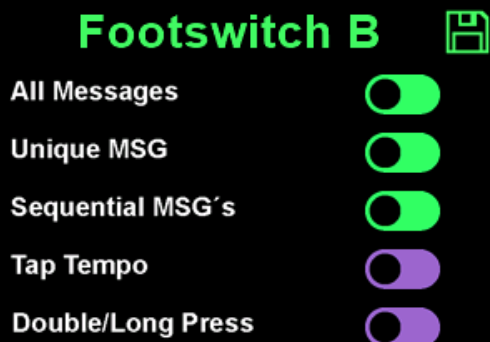 Footswitch B
All Messages
Unique MSG
Sequential MSG´s
Tap Tempo
Double/Long Press